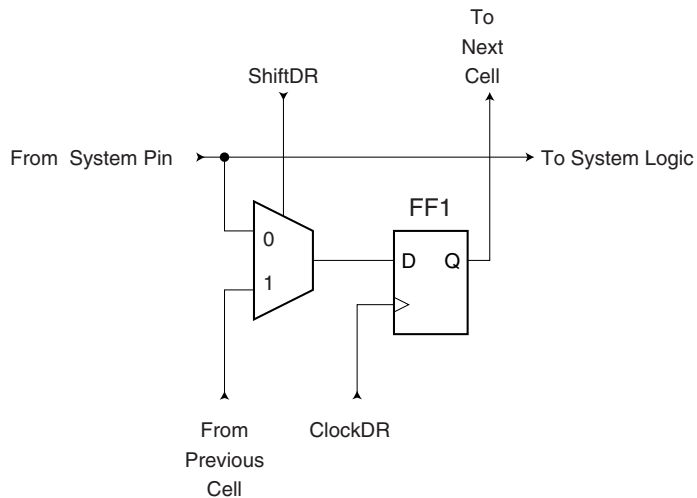 To
Next
Cell
ShiftDR
From System Pin
To System Logic
FF1
0
D Q
1
From
Previous
Cell
ClockDR